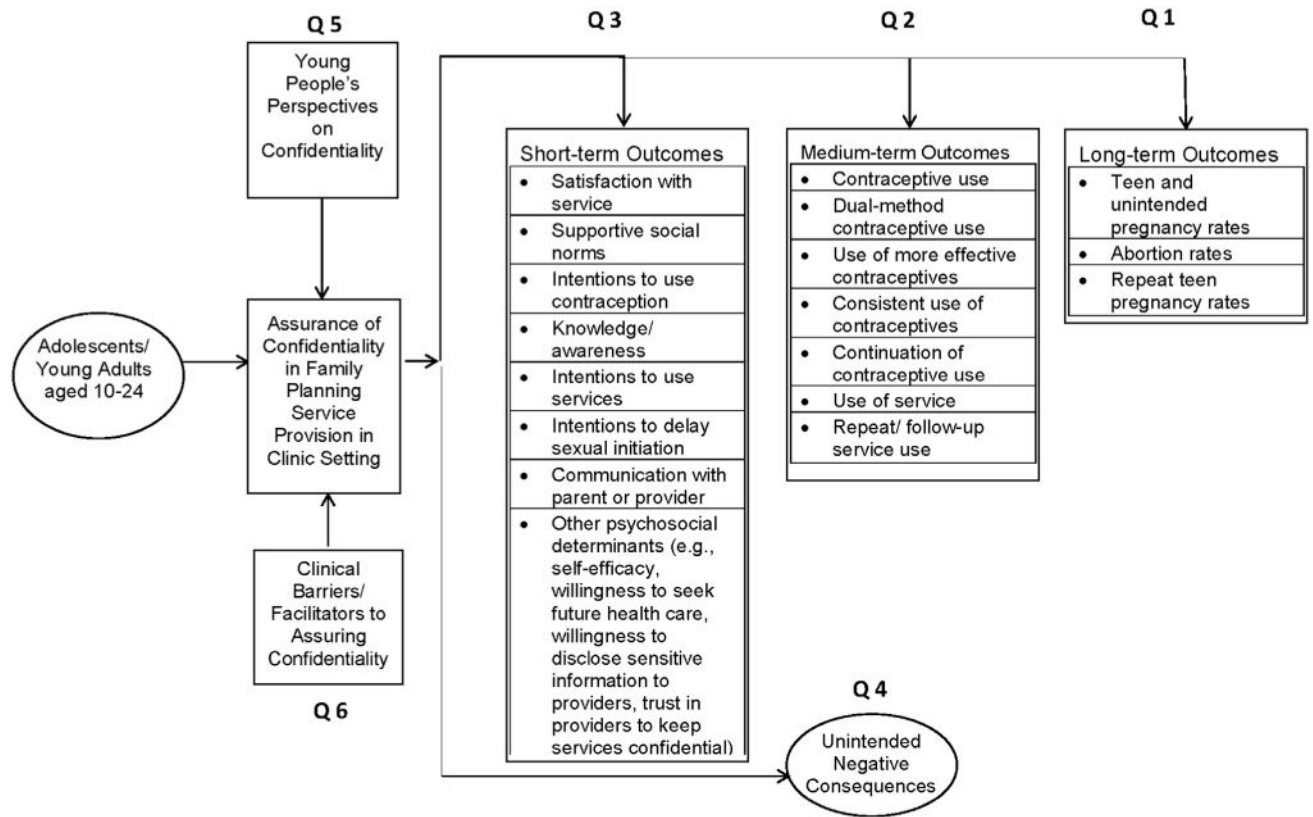 Q 5
Young
People's
Perspectives
on
Confidentiality
Adolescents/
Young Adults
aged 10-24
Assurance of
Confidentiality
in Family
Planning
Service
Provision in
Clinic Setting
Clinical
Barriers/
Facilitators to
Assuring
Confidentiality
Q 6
Q 3
Short-term Outcomes
• Satisfaction with
service
• Supportive social
norms
• Intentions to use
contraception
• Knowledge/
awareness
• Intentions to use
services
• Intentions to delay
sexual initiation
• Communication with
parent or provider
• Other psychosocial
determinants (e.g.,
self-efficacy,
willingness to seek
future health care,
willingness to
disclose sensitive
information to
providers, trust in
providers to keep
services confidential)
Q 2
Medium-term Outcomes
• Contraceptive use
• Dual-method
contraceptive use
• Use of more effective
contraceptives
• Consistent use of
contraceptives
• Continuation of
contraceptive use
• Use of service
• Repeat/ follow-up
service use
Q 1
Long-term Outcomes
• Teen and
unintended
pregnancy rates
• Abortion rates
• Repeat teen
pregnancy rates
Q 4
Unintended
Negative
Consequences